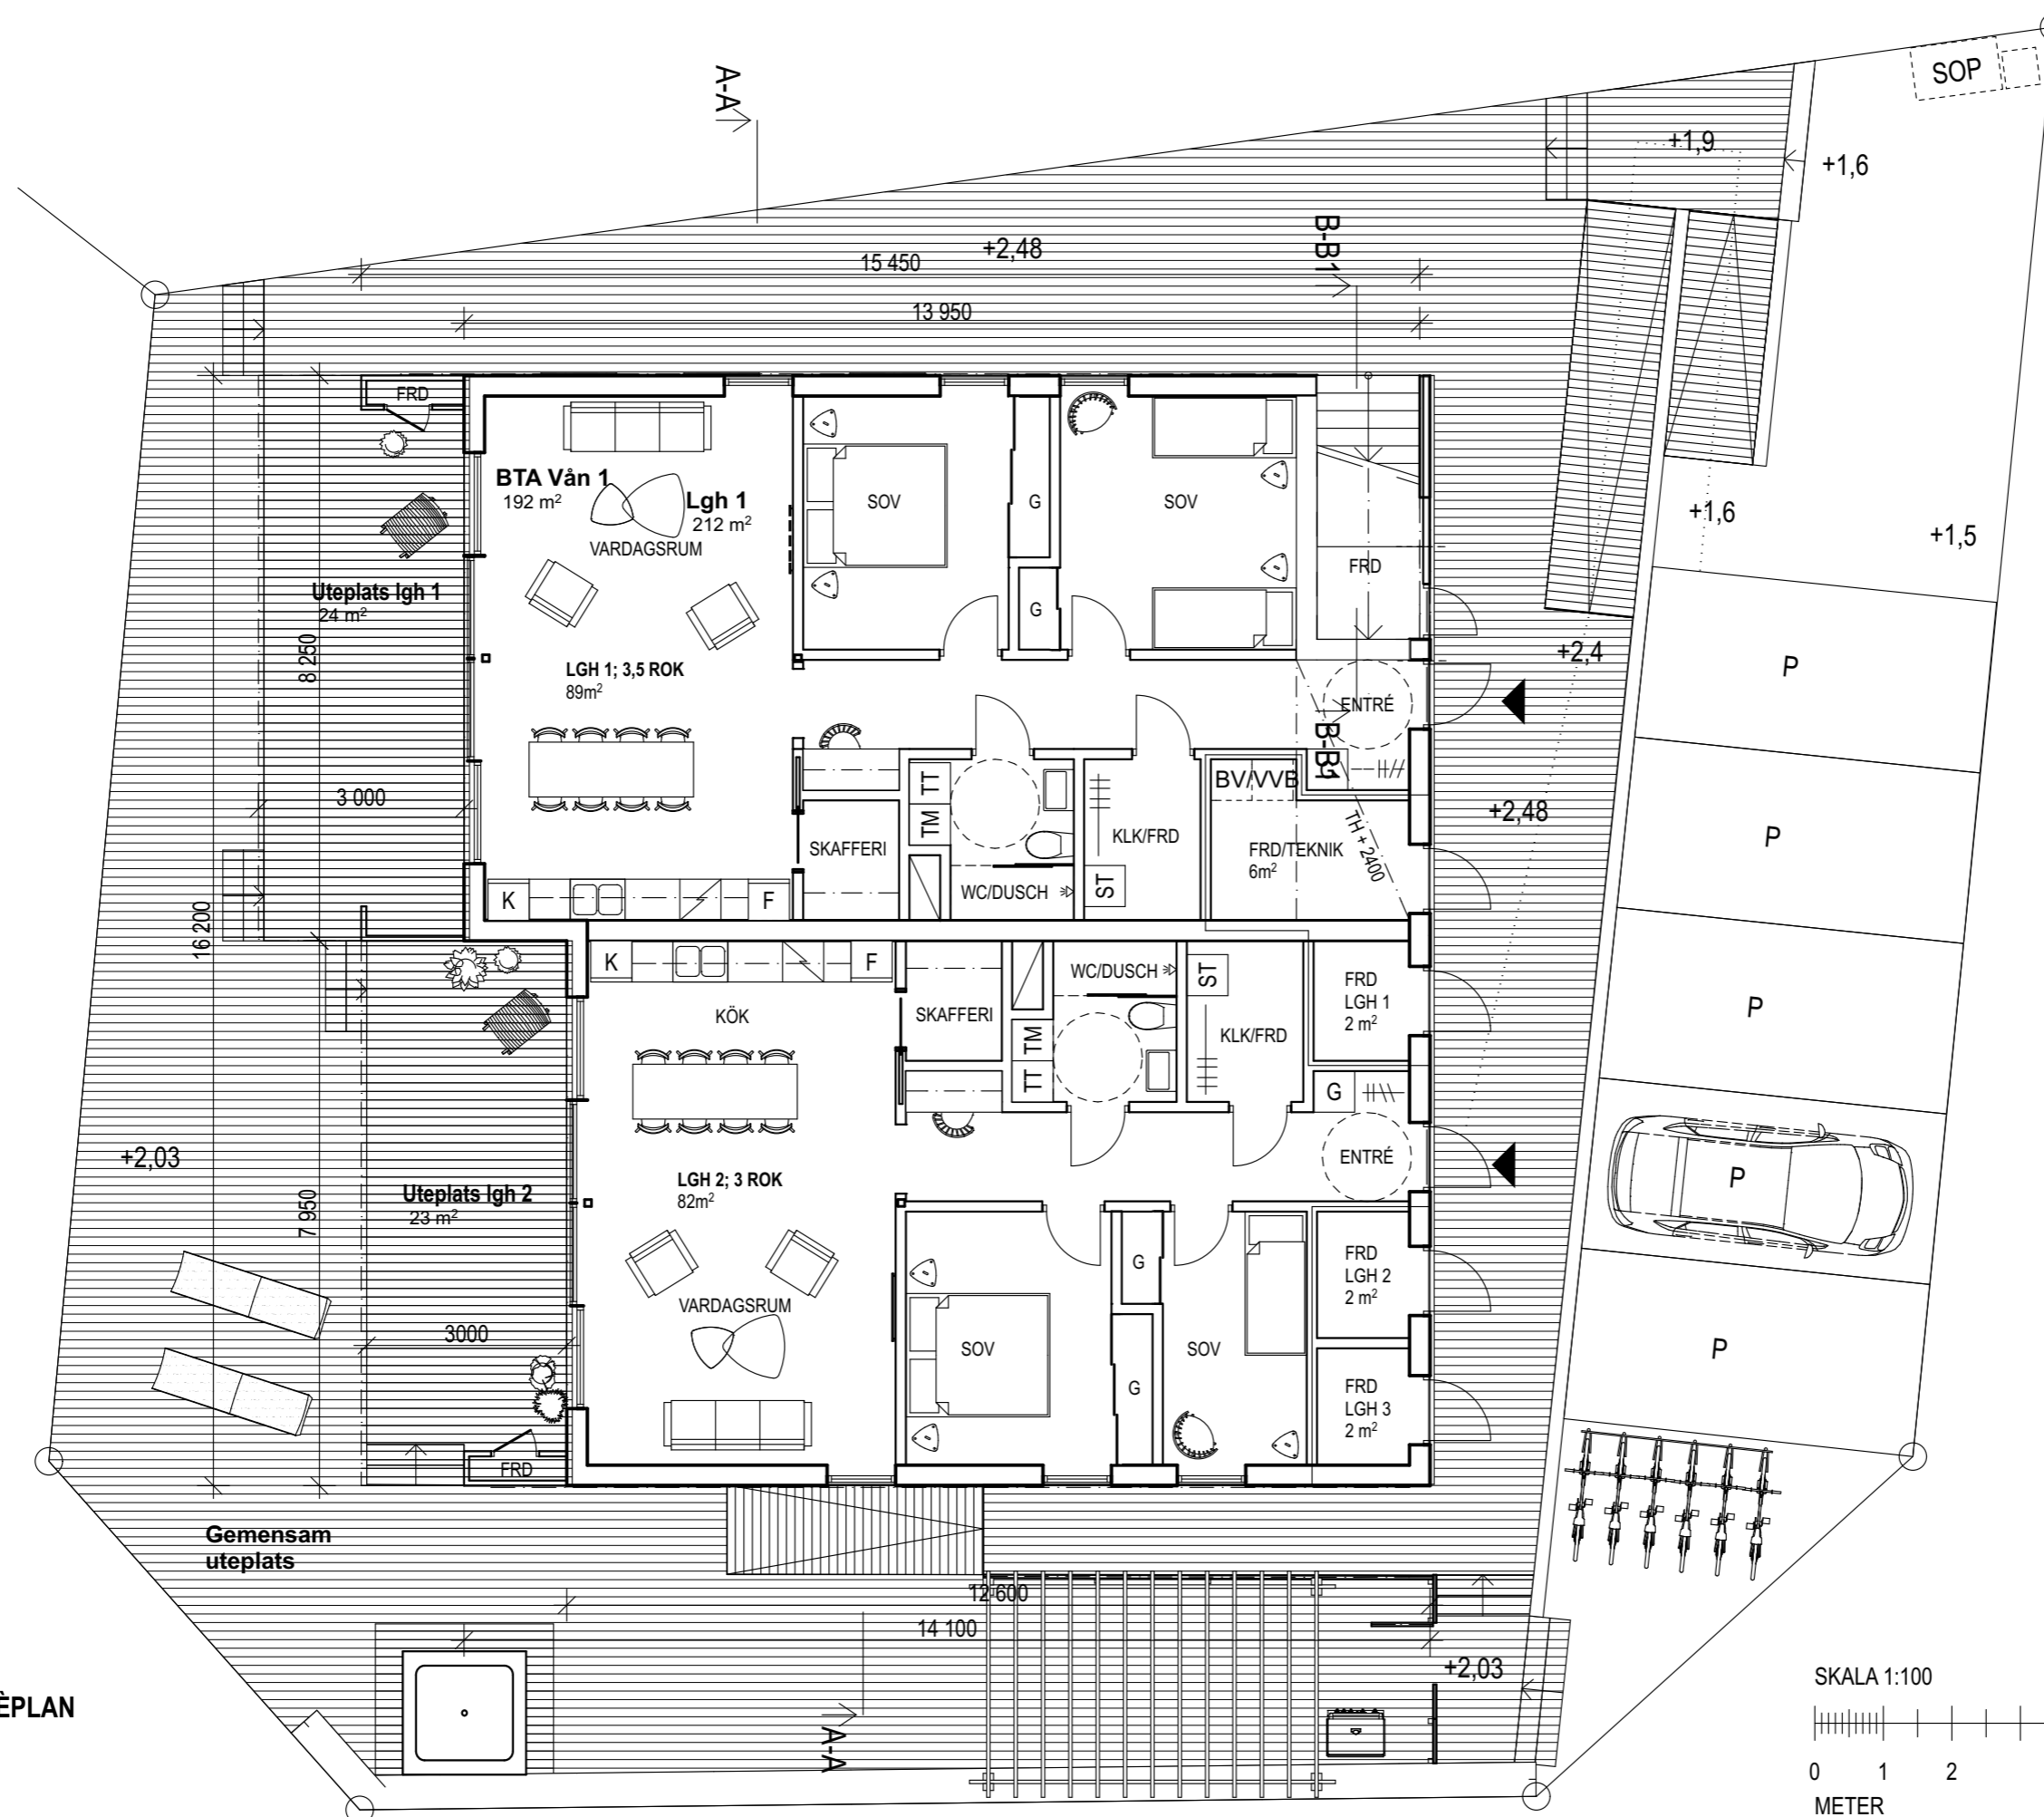 SOP
A-A
+1,9
+1,6
B-B1
+2,48
15 450
13 950
FRD
BTA Vån 1
192 m²
Lgh 1
212 m²
VARDAGSRUM
SOV
G
SOV
G
FRD
+1,6
+1,5
Uteplats lgh 1
24 m²
8 250
LGH 1; 3,5 ROK
89m²
+2,4
P
ENTRÉ
B-B1
3 000
TT
TM
BV/VVB
G
+2,48
P
SKAFFERI
KLK/FRD
FRD/TEKNIK
6m²
TH + 2400
K
F
WC/DUSCH
ST
16 200
K
F
WC/DUSCH
ST
FRD
LGH 1
2 m²
KÖK
SKAFFERI
TM
TT
KLK/FRD
P
G
+2,03
ENTRÉ
P
LGH 2; 3 ROK
82m²
Uteplats lgh 2
23 m²
7 950
VARDAGSRUM
3000
SOV
G
G
SOV
FRD
LGH 2
2 m²
P
FRD
LGH 3
2 m²
FRD
Gemensam
uteplats
12 600
14 100
+2,03
SKALA 1:100
ÈPLAN
A-A
0 1 2
METER